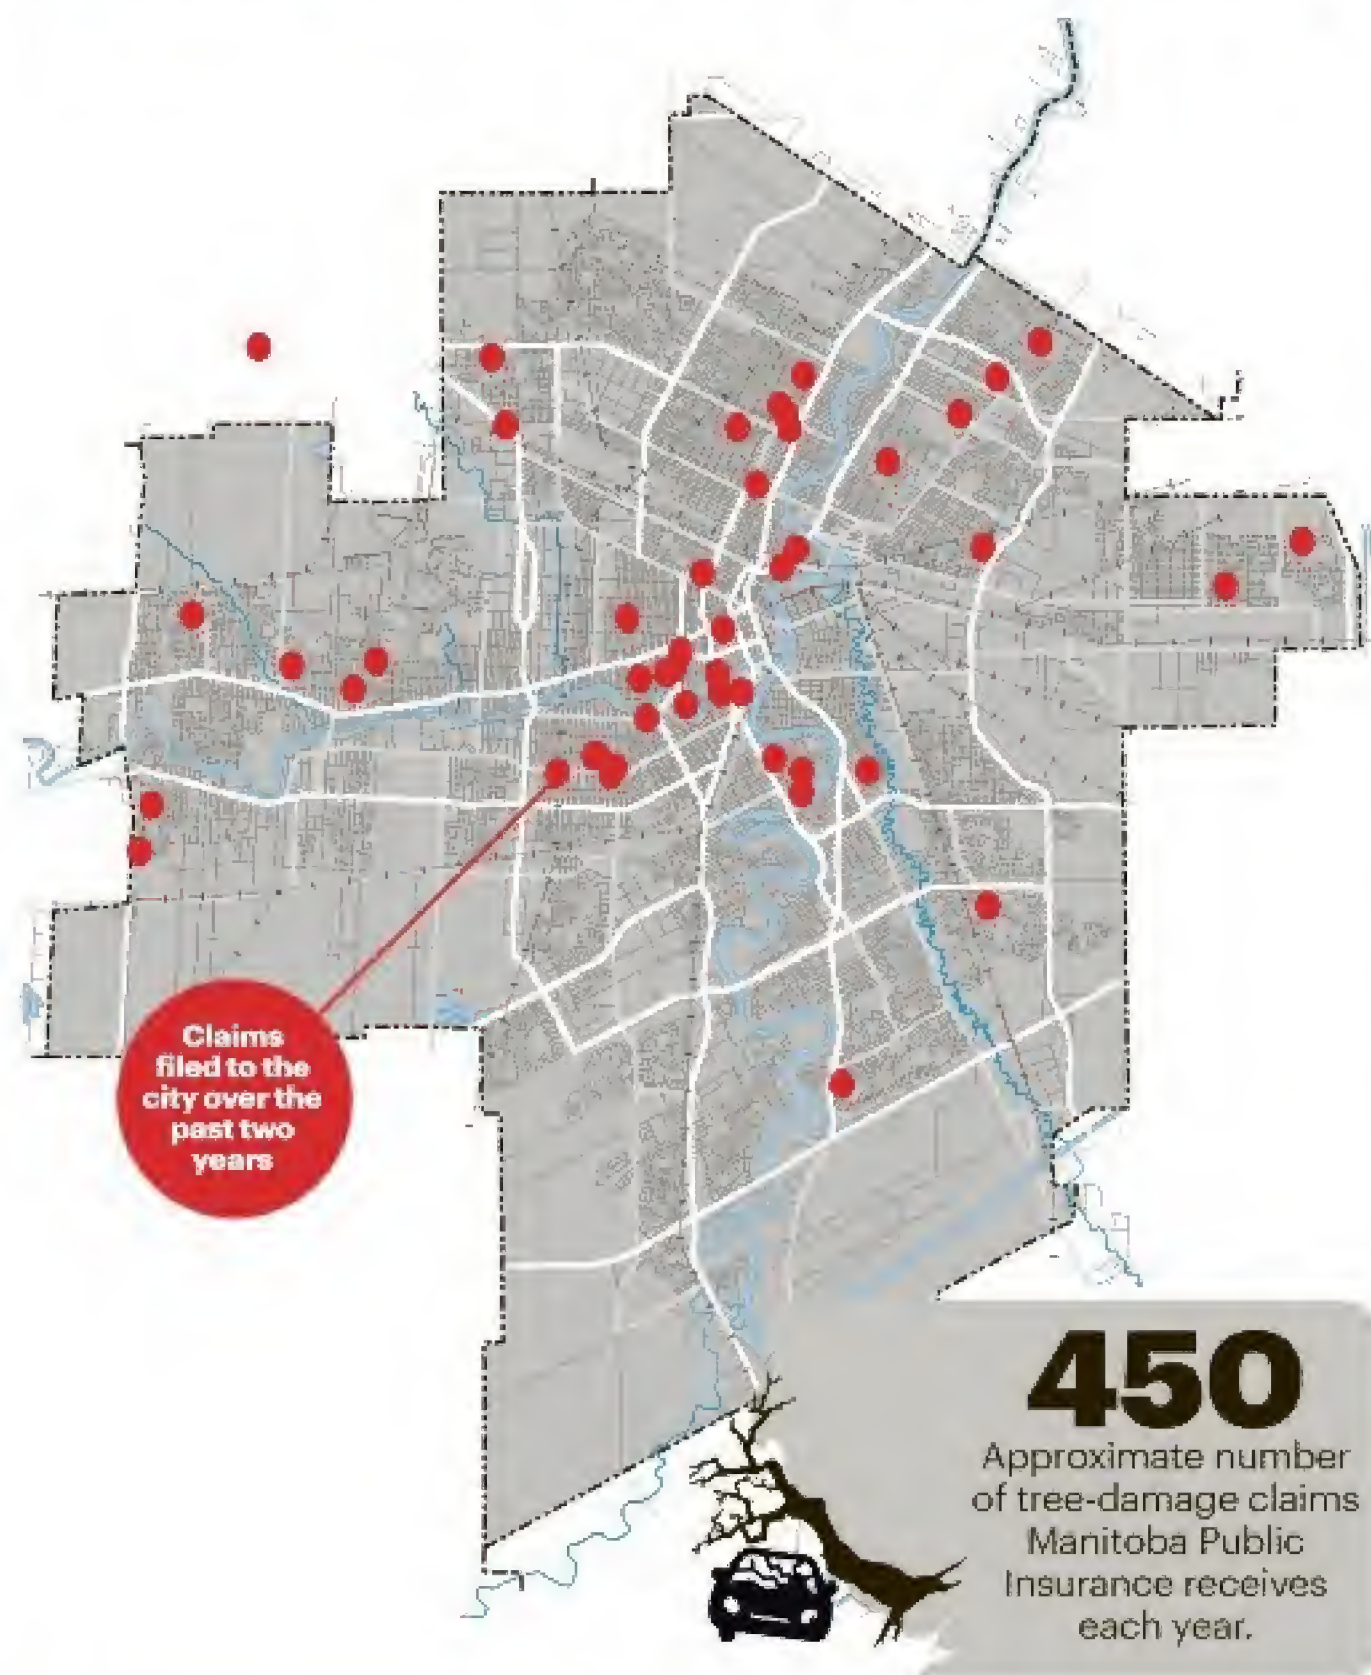 Claims
filed to the
city over the
past two
years
450
Approximate number
of tree-damage claims
Manitoba Public
Insurance receives
each year.